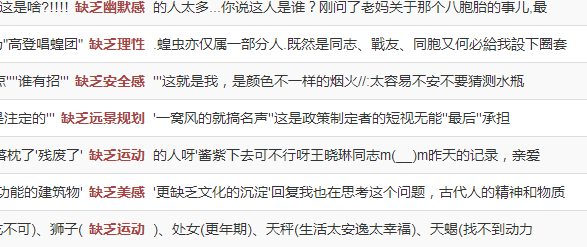 这是啥?!!!! 缺乏幽默感 的人太多...你说这人是谁？刚问了老妈关于那个八胞胎的事儿,最
"高登唱蝗团" 缺乏理性 .蝗虫亦仅属一部分人.既然是同志、戰友、同胞又何必給我設下圈套
""谁有招""' 缺乏安全感 '''这就是我，是颜色不一样的烟火//:太容易不安不要猜测水瓶
是注定的""' 缺乏远景规划 '一窝风的就搞名声''这是政策制定者的短视无能''最后''承担
落枕了'残废了' 缺乏运动 的人呀'酱紫下去可不行呀王晓琳同志m(__)m昨天的记录，亲爱
功能的建筑物' 缺乏美感 '更缺乏文化的沉淀'回复我也在思考这个问题，古代人的精神和物质
不可)、狮子( 缺乏运动 )、处女(更年期)、天秤(生活太安逸太幸福)、天蝎(找不到动力